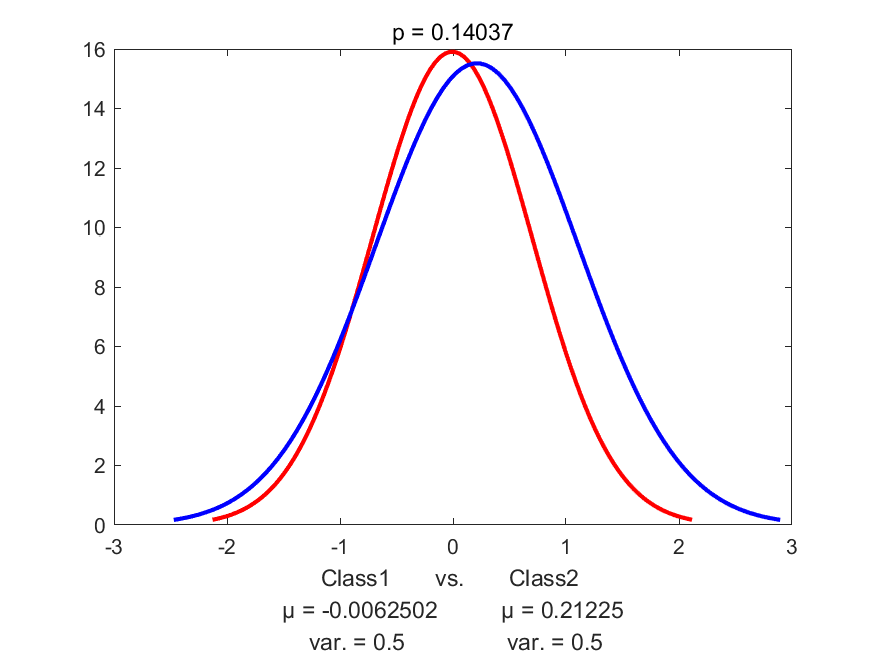 p = 0.14037
16
14
12
10
8
6
4
2
0
-3 -2 -1 0 1 2 3
Class1 vs. Class2
μ = -0.0062502 μ = 0.21225
var. = 0.5 var. = 0.5